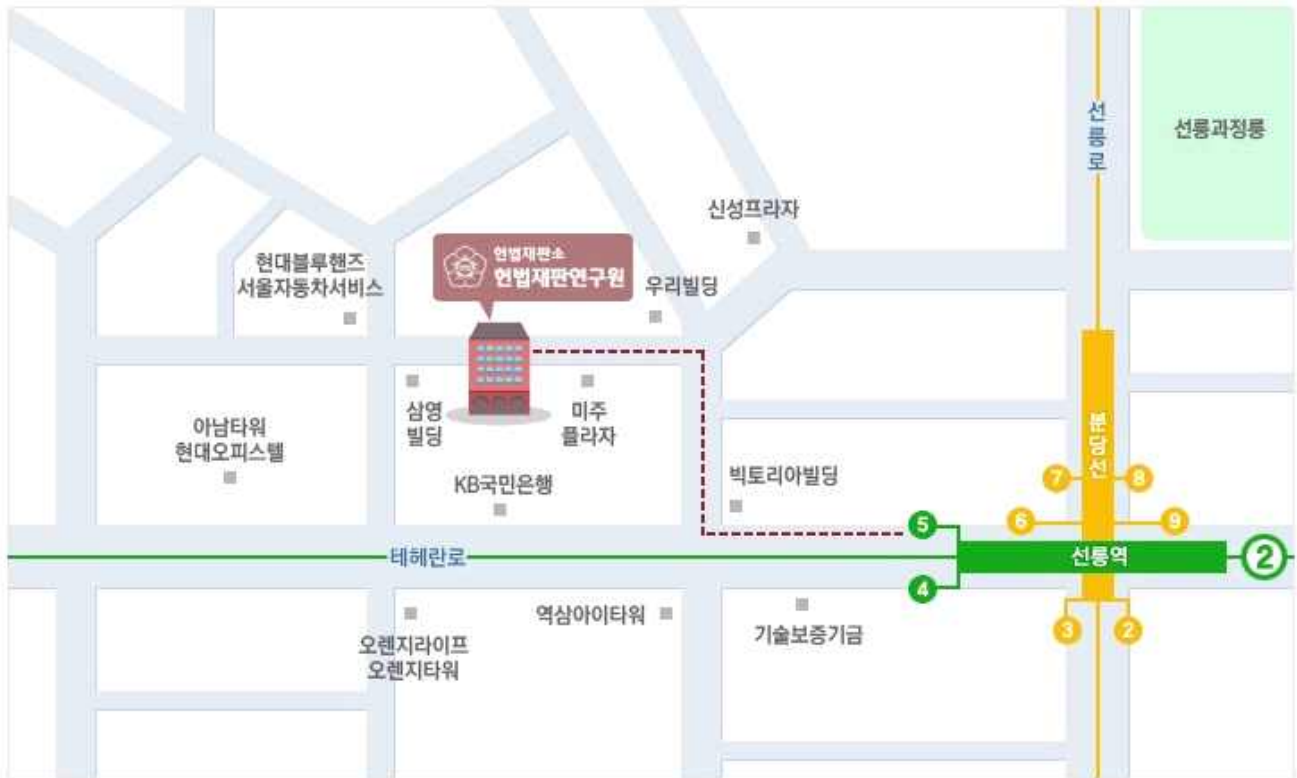 선릉로
선릉과정릉
신성프라자
헌법재판소
헌법재판연구원
현대블루핸즈
서울자동차서비스
우리빌딩
삼영
빌딩
미주
플라자
아남타워
현대오피스텔
KB국민은행
빅토리아빌딩
분당선
7
8
6
9
5
테헤란로
선릉역
2
4
3
2
오렌지라이프
오렌지타워
역삼아이타워
기술보증기금